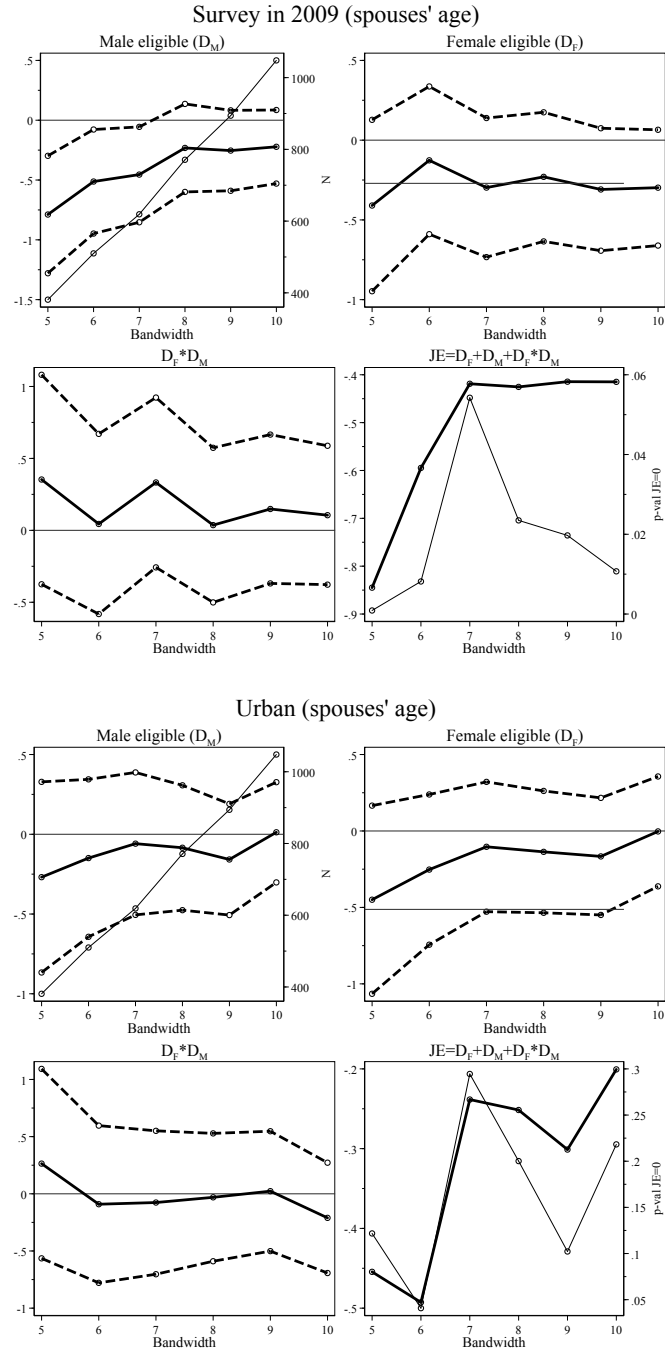 Survey in 2009 (spouses' age)
Male eligible (D_M)
Female eligible (D_F)
.5
0
-.5
-1
-1.5
1000
800
600
400
N
5 6 7 8 9 10
Bandwidth
.5
0
-.5
-1
5 6 7 8 9 10
Bandwidth
D_F*D_M
JE=D_F+D_M+D_F*D_M
1
.5
0
-.5
5 6 7 8 9 10
Bandwidth
-.4
-.5
-.6
-.7
-.8
-.9
.06
.04
.02
0
p-val JE=0
5 6 7 8 9 10
Bandwidth
Urban (spouses' age)
Male eligible (D_M)
Female eligible (D_F)
.5
0
-.5
-1
1000
800
600
400
N
5 6 7 8 9 10
Bandwidth
.5
0
-.5
-1
5 6 7 8 9 10
Bandwidth
D_F*D_M
JE=D_F+D_M+D_F*D_M
1
.5
0
-.5
-1
5 6 7 8 9 10
Bandwidth
-.2
-.3
-.4
-.5
.3
.25
.2
.15
.1
.05
p-val JE=0
5 6 7 8 9 10
Bandwidth